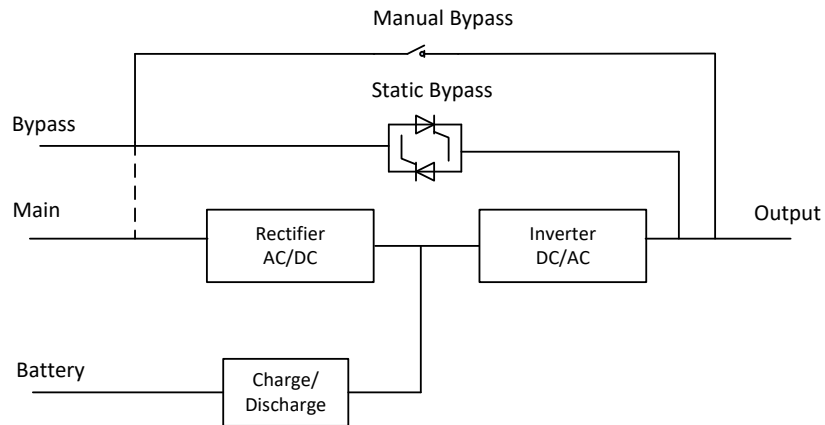 Manual Bypass
Static Bypass
Bypass
Main
Rectifier
AC/DC
Inverter
DC/AC
Output
Battery
Charge/
Discharge